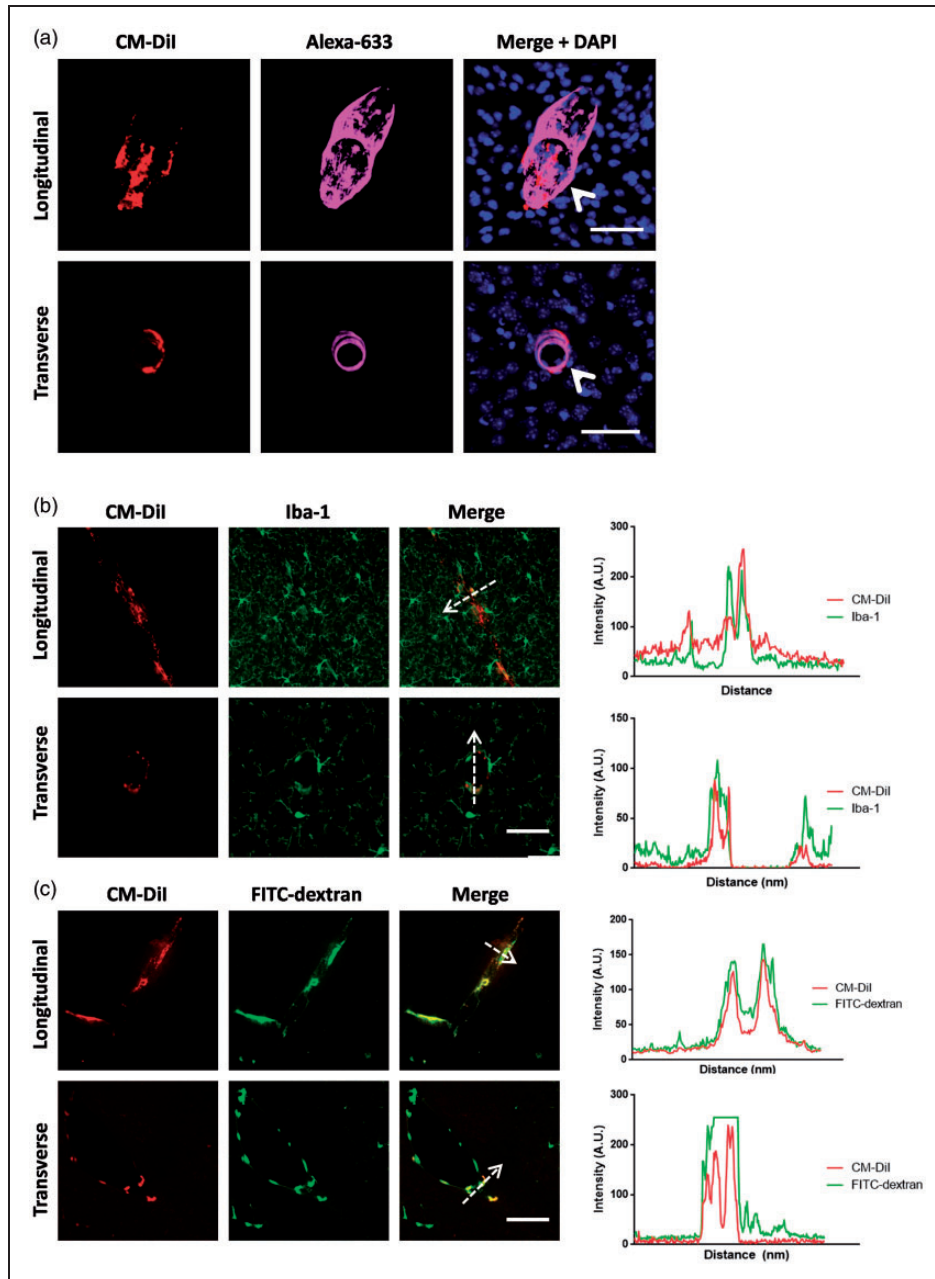 (a)
CM-DiI Alexa-633 Merge + DAPI
Longitudinal
Transverse
(b)
CM-DiI Iba-1 Merge
Longitudinal
300
200
100
0
Intensity (A.U.)
CM-DiI
Iba-1
Distance
Transverse
150
100
50
0
Intensity (A.U.)
CM-DiI
Iba-1
Distance (nm)
(c)
CM-DiI FITC-dextran Merge
Longitudinal
200
150
100
50
0
Intensity (A.U.)
CM-DiI
FITC-dextran
Distance (nm)
Transverse
300
200
100
0
Intensity (A.U.)
CM-DiI
FITC-dextran
Distance (nm)